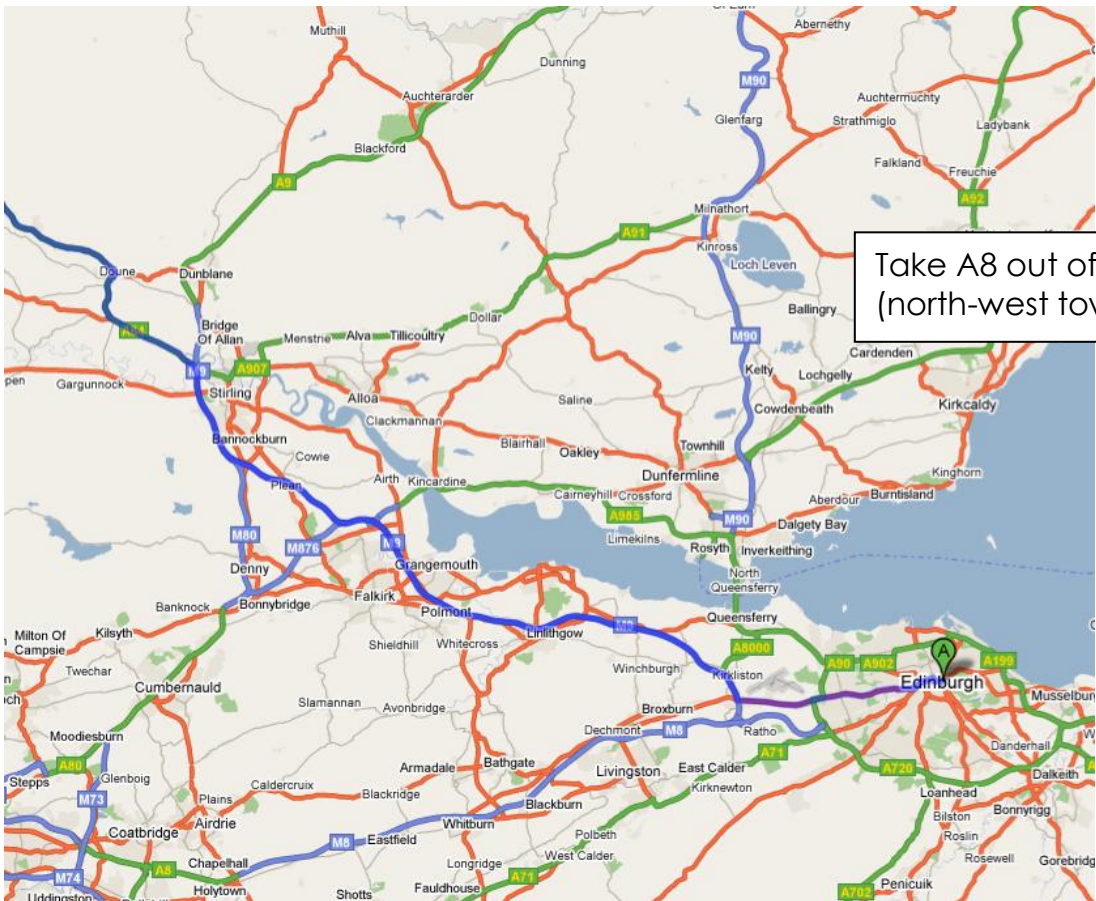 Muthill
Abernethy
M90
Dunning
Auchterarder
Auchtermuchty
Glenfarg
Strathmiglo
Ladybank
Blackford
Falkland
Freuchie
A9
A92
Milnathort
A91
Kinross
Take A8 out of
(north-west
Doune
Dunblane
Loch Leven
Ballingry
Dollar
Bridge
Of Allan
Menstrie
Alva
Tillicoultry
M90
Cardenden
M9
A907
Kelty
Lochgelly
Gargunnock
Stirling
Alloa
Saline
Cowdenbeath
Kirkcaldy
Clackmannan
Bannockburn
Blairhall
Oakley
Townhill
Cowie
Dunfermline
Kinghorn
Plean
Airth
Kincardine
Cairneyhill
Crossford
Aberdour
Burntisland
A985
M90
Dalgety Bay
M80
M876
M9
Limekilns
Rosyth
Inverkeithing
Denny
Grangemouth
North
Queensferry
Banknock
Bonnybridge
Falkirk
Polmont
Queensferry
Milton Of
Campsie
Kilsyth
Shieldhill
Whitecross
Linlithgow
M9
A8000
A90
A902
A199
Twechar
Winchburgh
Kirkliston
Edinburgh
Cumbernauld
Slamannan
Avonbridge
Broxburn
Musselburg
Moodiesburn
Dechmont
M8
Ratho
A71
Danderhall
A80
Stepps
Glenboig
Armadale
Bathgate
Livingston
East Calder
A720
Dalkeith
M73
Plains
Caldercruix
Blackridge
Kirknewton
Loanhead
Coatbridge
Airdrie
Blackburn
Bilston
Bonnyrigg
Whitburn
Polbeth
Roslin
M8
Eastfield
A8
Chapelhall
Longridge
West Calder
Rosewell
Gorebridg
M74
Holytown
Shotts
Fauldhouse
A71
Penicuik
Uddingston
A702